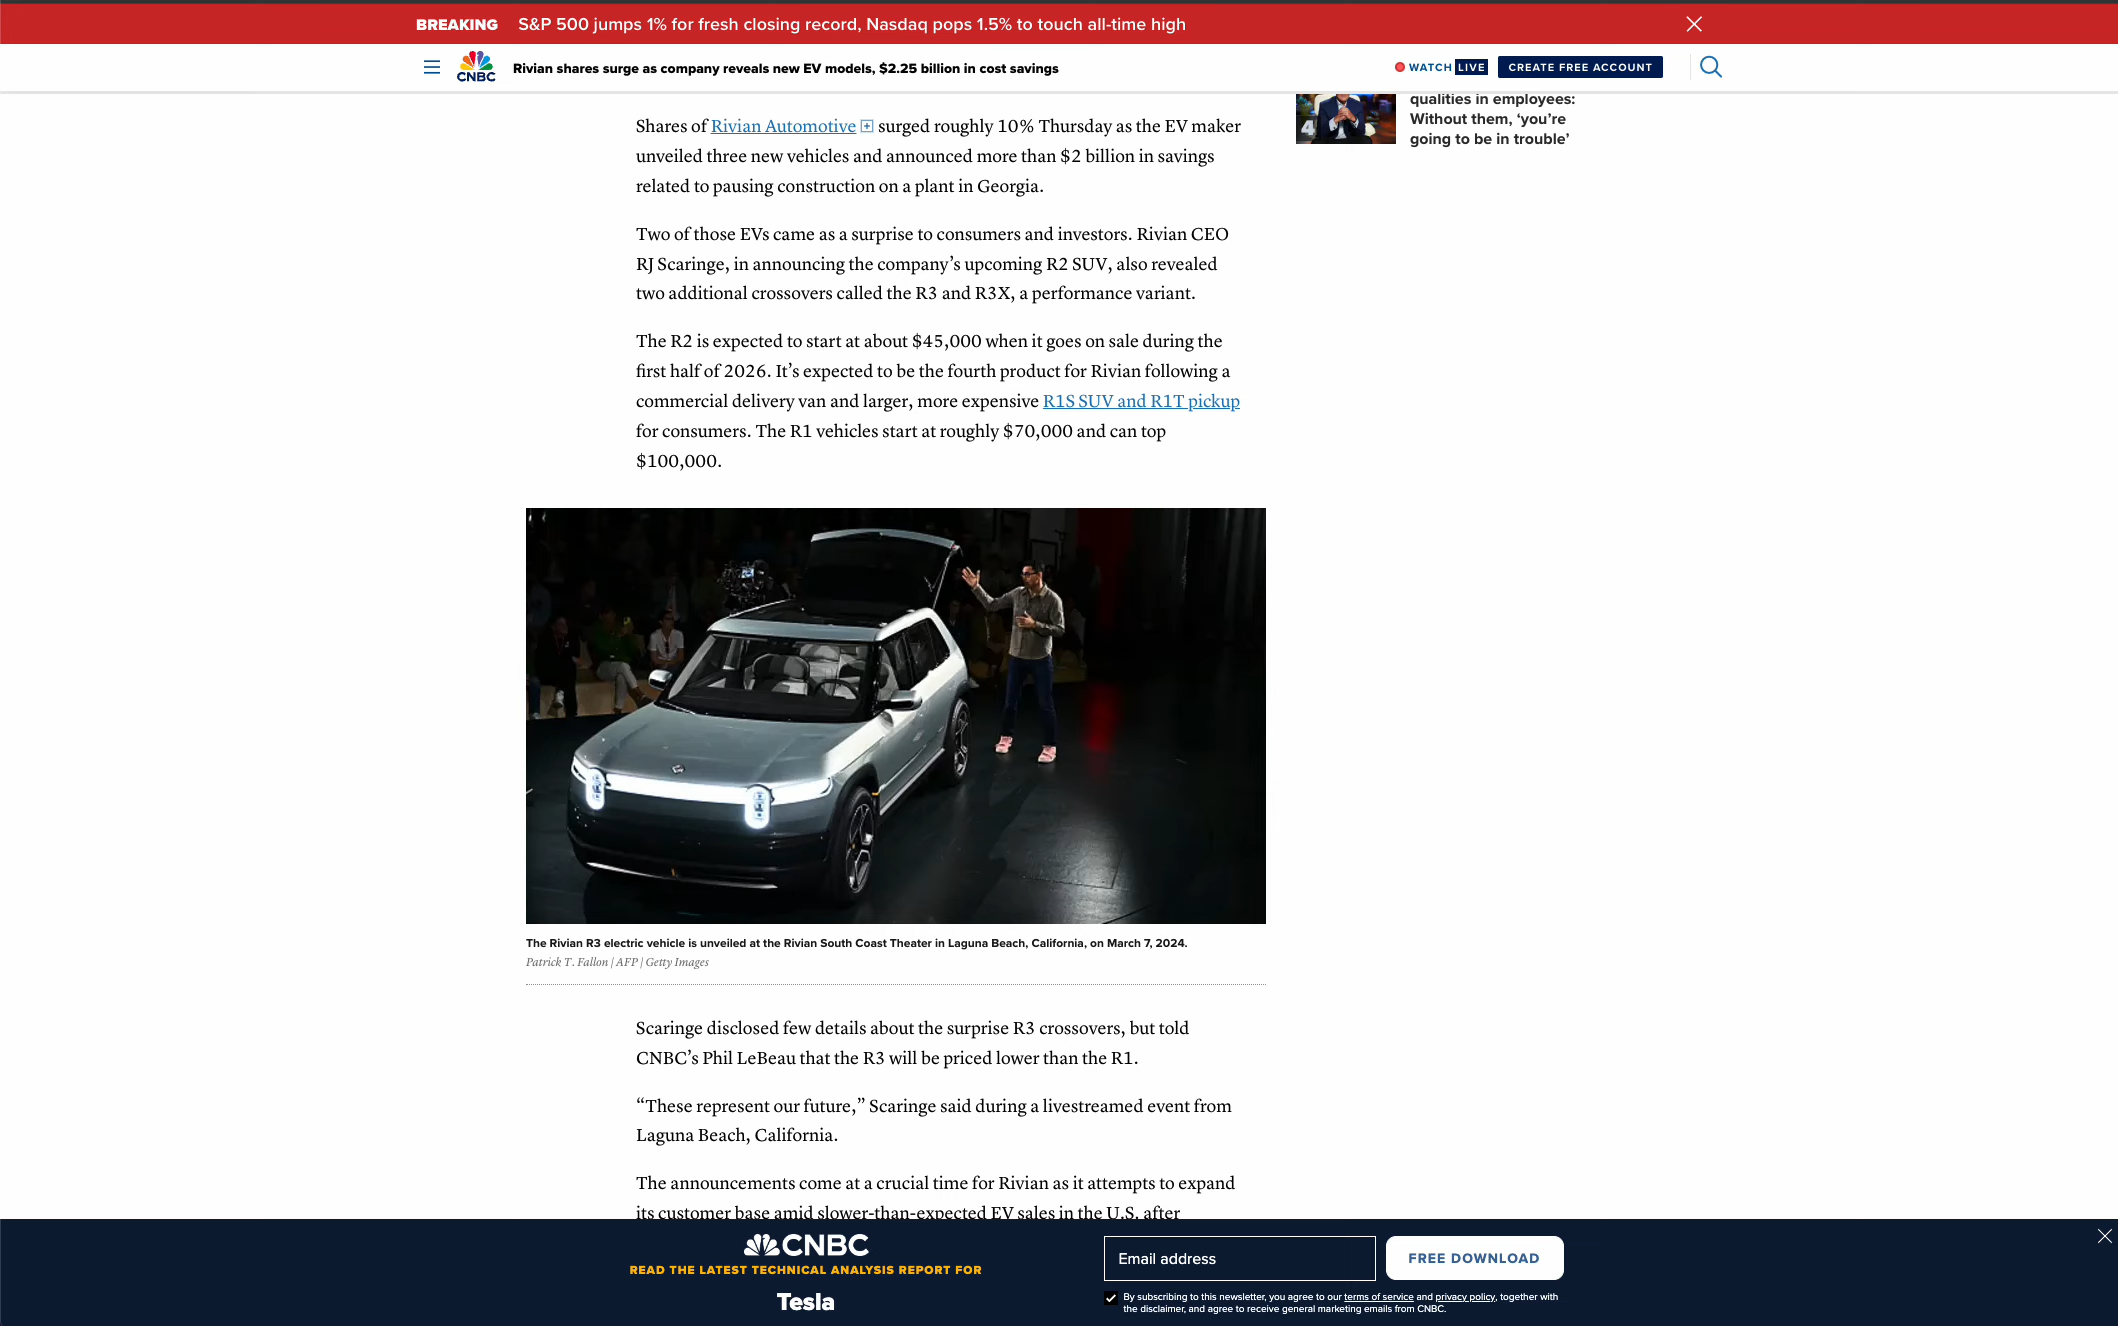 BREAKING S&P 500 jumps 1% for fresh closing record, Nasdaq pops 1.5% to touch all-time high
CNBC Rivian shares surge as company reveals new EV models, $2.25 billion in cost savings
WATCH LIVE
CREATE FREE ACCOUNT
qualities in employees:
Without them, ‘you’re
going to be in trouble’
4
Shares of Rivian Automotive surged roughly 10% Thursday as the EV maker
unveiled three new vehicles and announced more than $2 billion in savings
related to pausing construction on a plant in Georgia.
Two of those EVs came as a surprise to consumers and investors. Rivian CEO
RJ Scaringe, in announcing the company’s upcoming R2 SUV, also revealed
two additional crossovers called the R3 and R3X, a performance variant.
The R2 is expected to start at about $45,000 when it goes on sale during the
first half of 2026. It’s expected to be the fourth product for Rivian following a
commercial delivery van and larger, more expensive R1S SUV and R1T pickup
for consumers. The R1 vehicles start at roughly $70,000 and can top
$100,000.
The Rivian R3 electric vehicle is unveiled at the Rivian South Coast Theater in Laguna Beach, California, on March 7, 2024.
Patrick T. Fallon | AFP | Getty Images
Scaringe disclosed few details about the surprise R3 crossovers, but told
CNBC’s Phil LeBeau that the R3 will be priced lower than the R1.
“These represent our future,” Scaringe said during a livestreamed event from
Laguna Beach, California.
The announcements come at a crucial time for Rivian as it attempts to expand
its customer base amid slower-than-expected EV sales in the U.S. after
CNBC
READ THE LATEST TECHNICAL ANALYSIS REPORT FOR
Tesla
Email address
FREE DOWNLOAD
By subscribing to this newsletter, you agree to our terms of service and privacy policy, together with
the disclaimer, and agree to receive general marketing emails from CNBC.